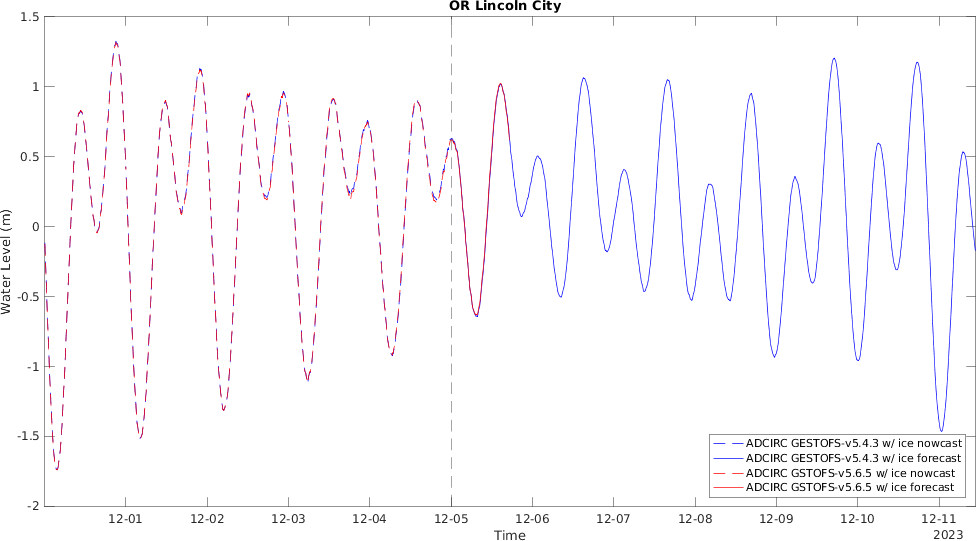 OR Lincoln City
1.5
1
0.5
0
-0.5
-1
-1.5
-2
Water Level (m)
12-01 12-02 12-03 12-04 12-05 12-06 12-07 12-08 12-09 12-10 12-11
Time
2023
ADCIRC GESTOFS-v5.4.3 w/ ice nowcast
ADCIRC GESTOFS-v5.4.3 w/ ice forecast
ADCIRC GSTOFS-v5.6.5 w/ ice nowcast
ADCIRC GSTOFS-v5.6.5 w/ ice forecast